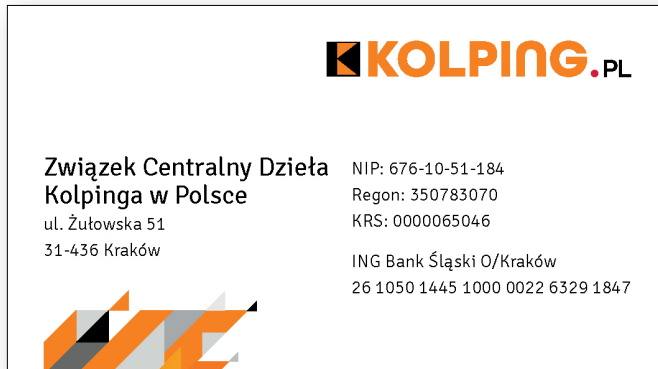 KOLPING.PL
Związek Centralny Dzieła
Kolpinga w Polsce
ul. Żułowska 51
31-436 Kraków
NIP: 676-10-51-184
Regon: 350783070
KRS: 0000065046
ING Bank Śląski O/Kraków
26 1050 1445 1000 0022 6329 1847